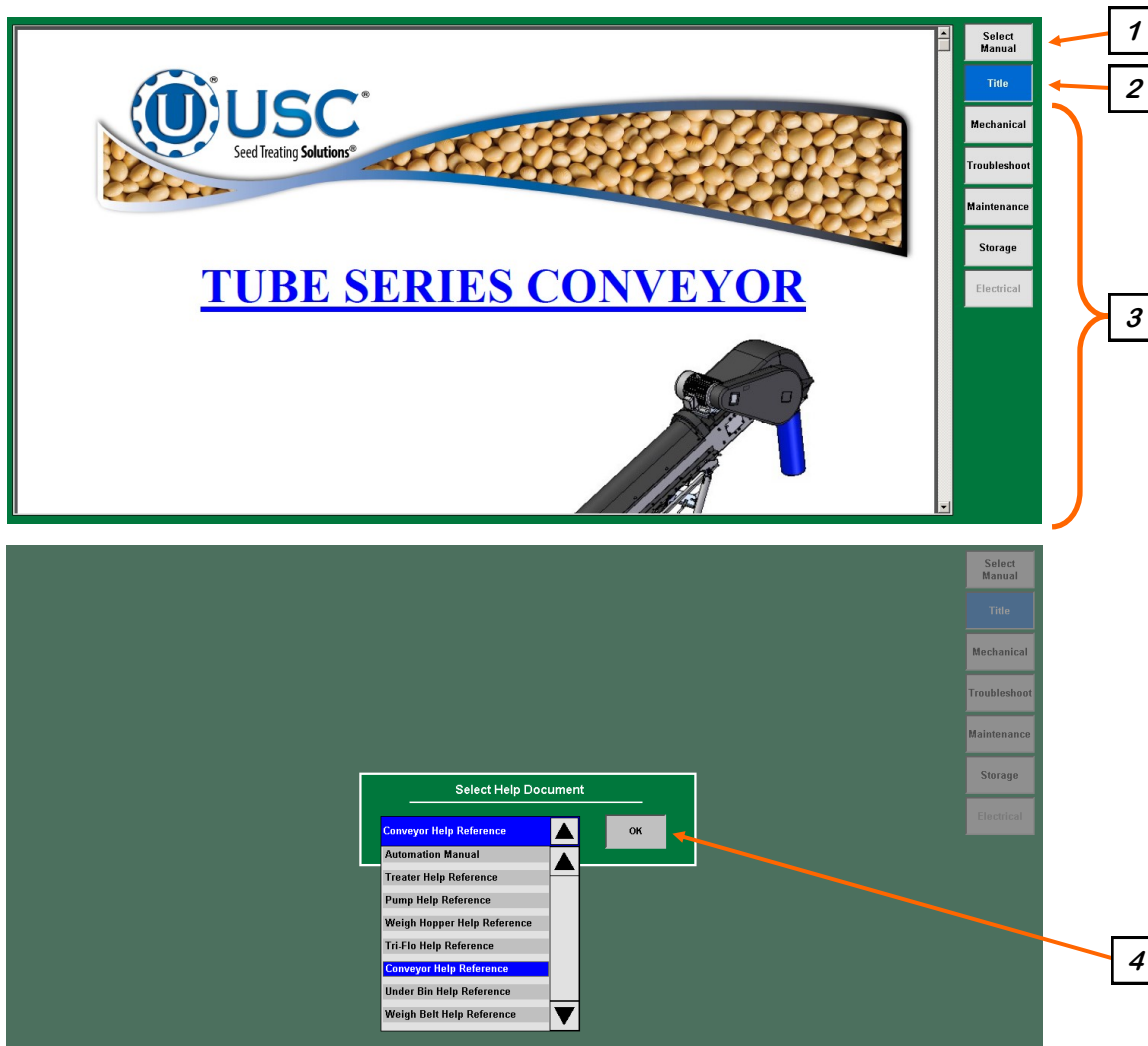 Select
Manual
1
Title
2
Mechanical
Troubleshoot
Maintenance
Storage
Electrical
3
U USC®
Seed Treating Solutions®
TUBE SERIES CONVEYOR
Select
Manual
Title
Mechanical
Troubleshoot
Maintenance
Storage
Electrical
Select Help Document
Conveyor Help Reference
OK
Automation Manual
Treater Help Reference
Pump Help Reference
Weigh Hopper Help Reference
Tri-Flo Help Reference
Conveyor Help Reference
Under Bin Help Reference
Weigh Belt Help Reference
4